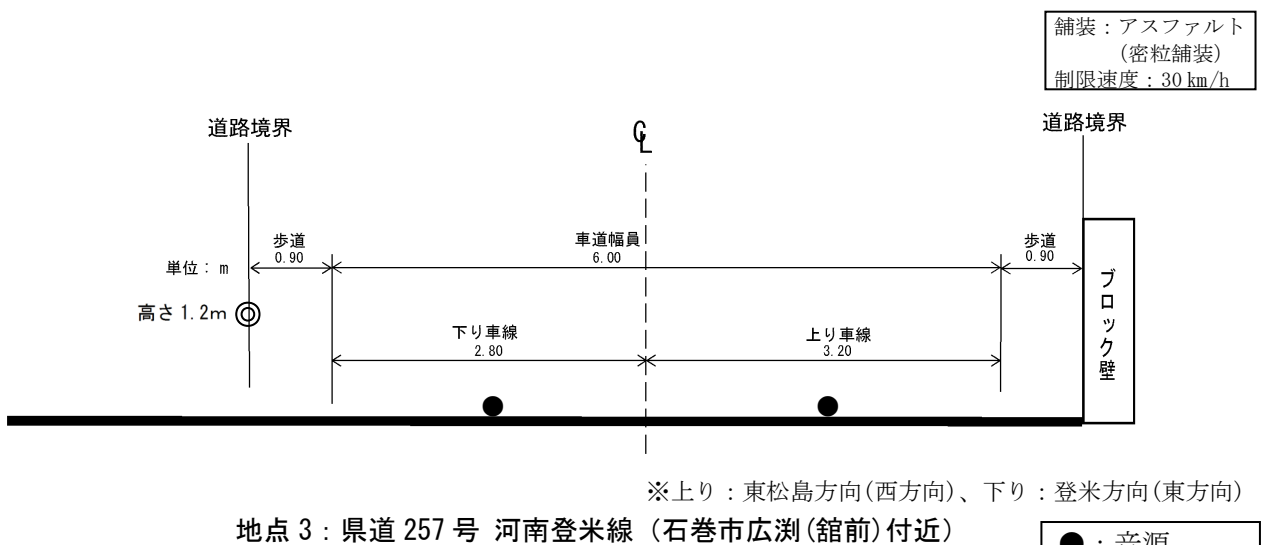 舗装：アスファルト
(密粒舗装)
制限速度：30 km/h
道路境界
℄
道路境界
歩道
0.90
車道幅員
6.00
歩道
0.90
単位：m
高さ1.2m
下り車線
2.80
上り車線
3.20
ブロック壁
※上り：東松島方向(西方向)、下り：登米方向(東方向)
地点3：県道257号 河南登米線（石巻市広渕(舘前)付近）
●：音源